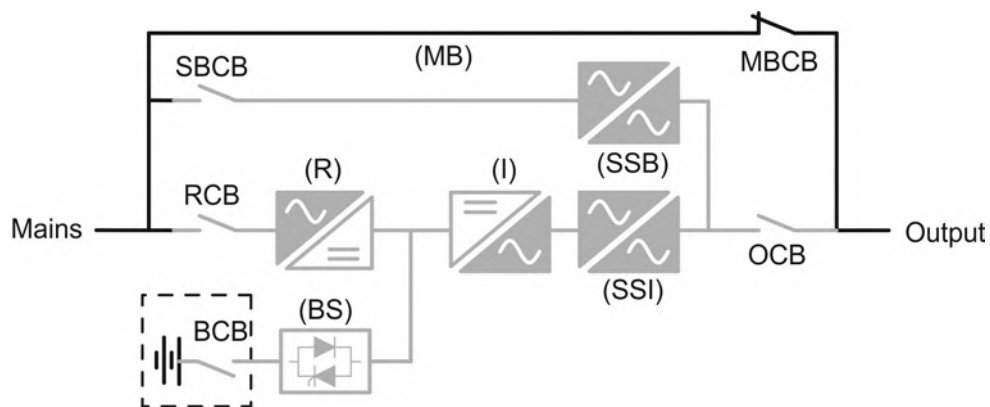 (MB)
MBCB
SBCB
(SSB)
RCB
(R)
(I)
Mains
Output
OCB
(SSI)
BCB
(BS)